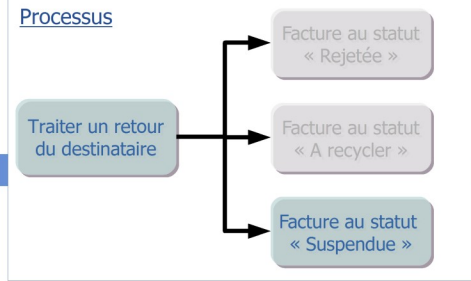 Processus
Facture au statut
« Rejetée »
Traiter un retour
du destinataire
Facture au statut
« A recycler »
Facture au statut
« Suspendue »